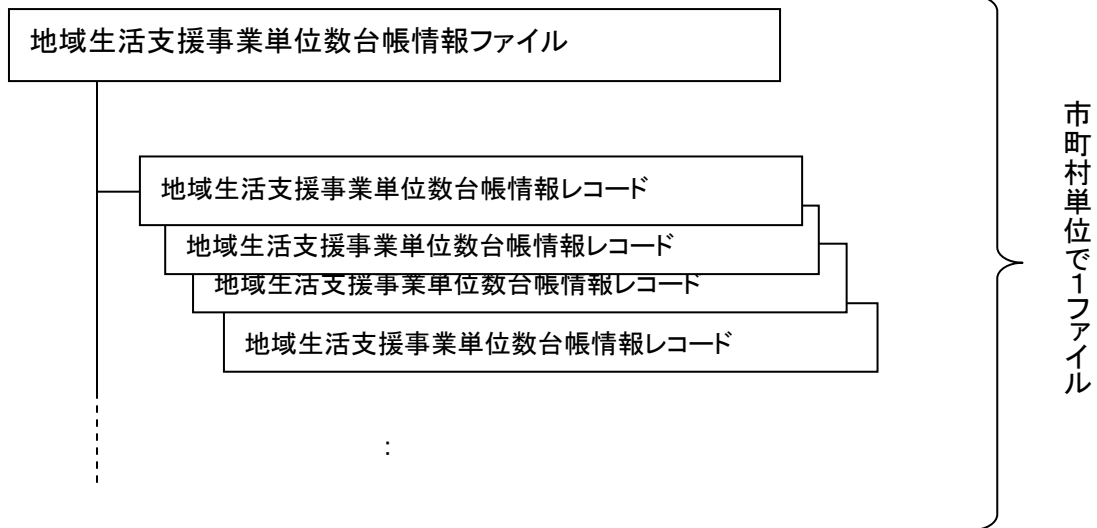 地域生活支援事業単位数台帳情報ファイル
地域生活支援事業単位数台帳情報レコード
地域生活支援事業単位数台帳情報レコード
地域生活支援事業単位数台帳情報レコード
地域生活支援事業単位数台帳情報レコード
:
市町村単位で1ファイル